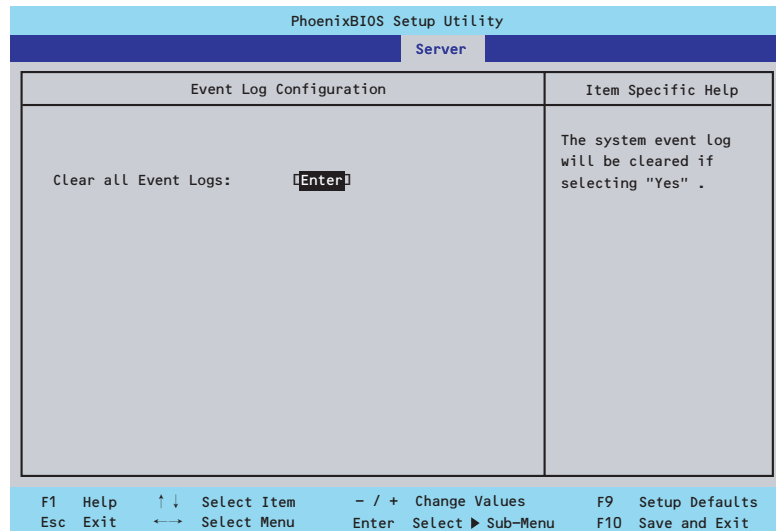 PhoenixBIOS Setup Utility
Server
Event Log Configuration
Item Specific Help
Clear all Event Logs: [Enter]
The system event log
will be cleared if
selecting "Yes" .
F1 Help ↑↓ Select Item - / + Change Values F9 Setup Defaults
Esc Exit ←→ Select Menu Enter Select ▶ Sub-Menu F10 Save and Exit